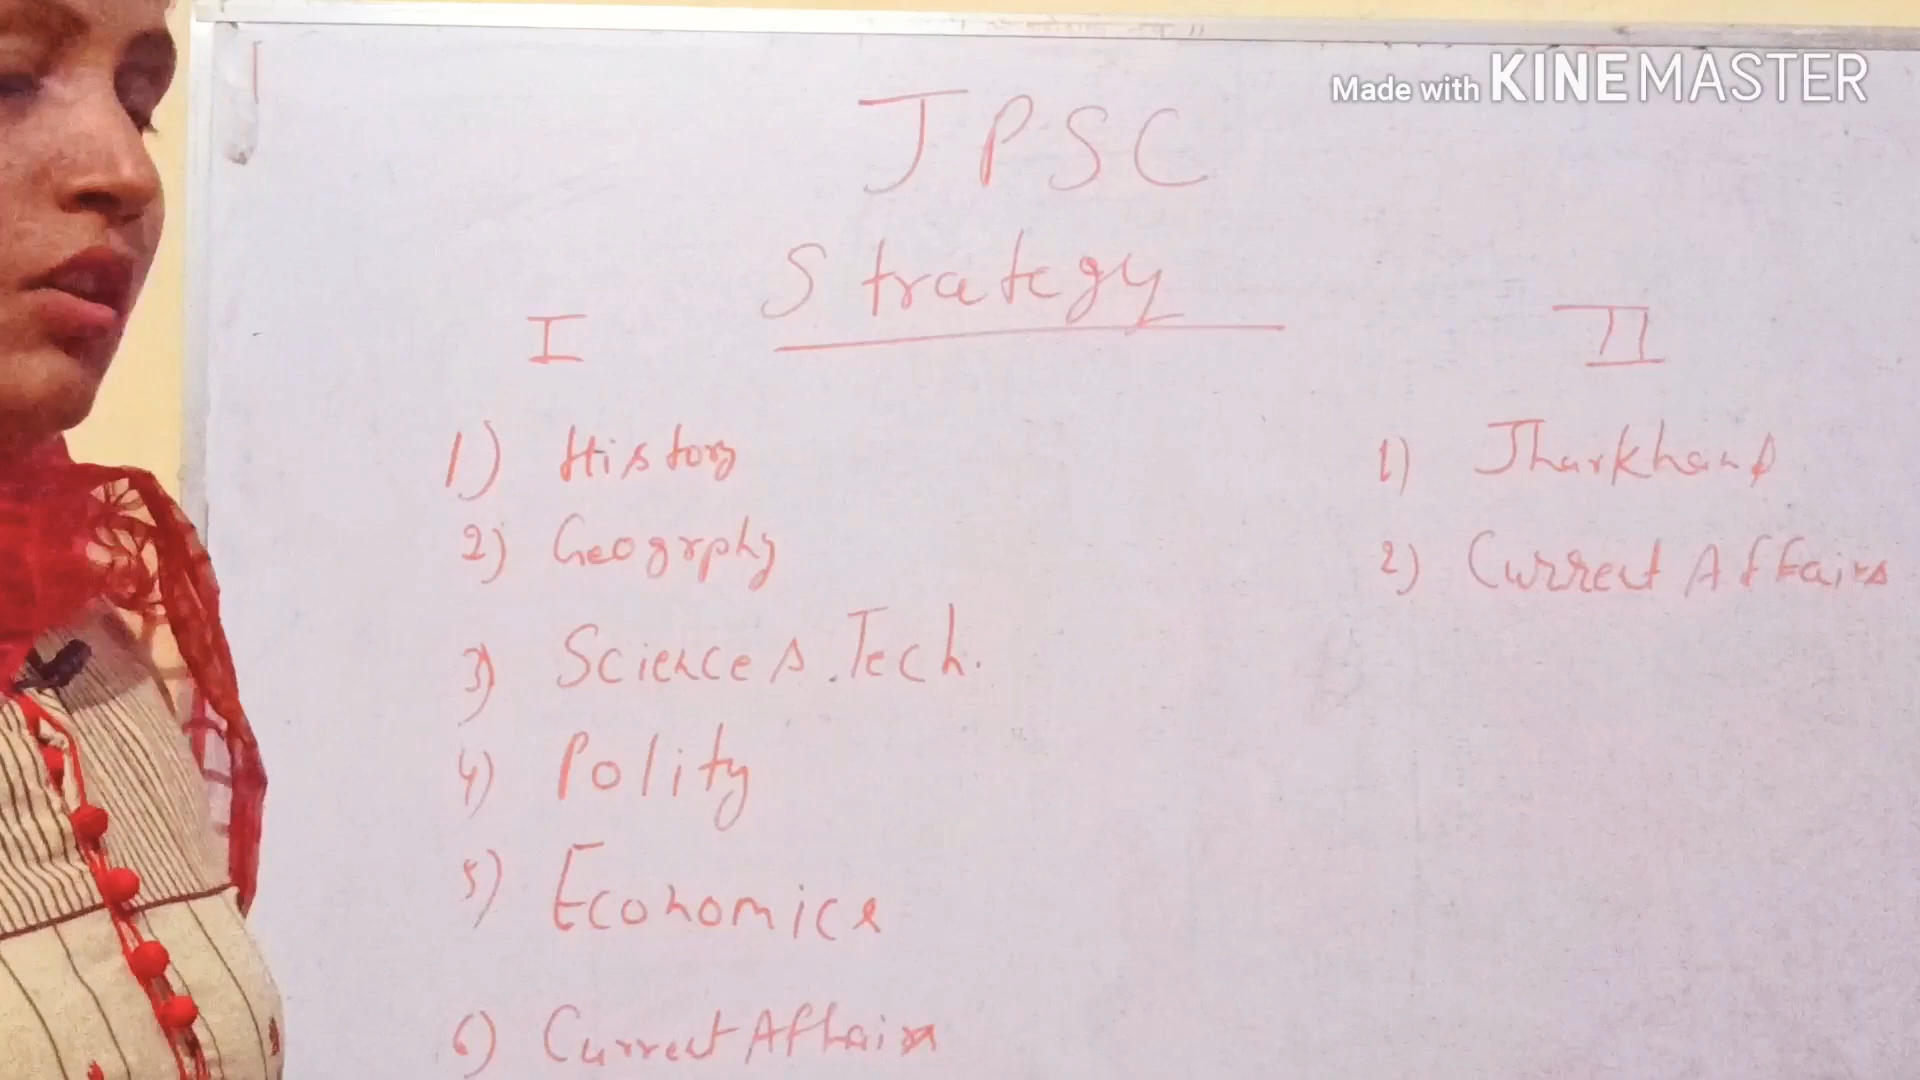 Made with KINEMASTER
JPSC
Strategy
I
1) History
2) Geogrphy
3) Science s. Tech.
4) Polity
5) Economics
6) Current Affairs
II
1) Jharkhand
2) Current Affairs